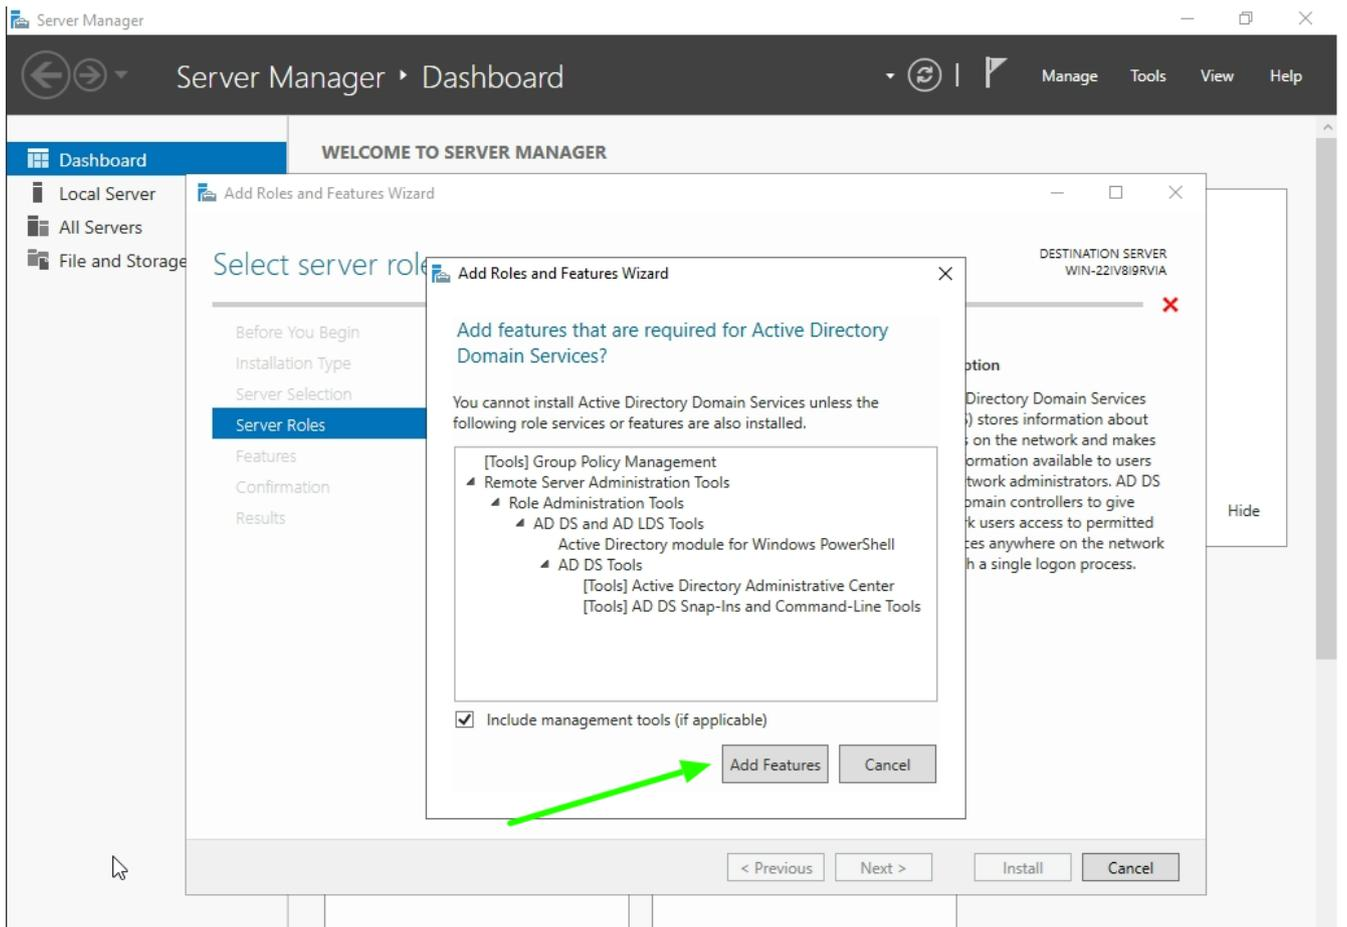 Server Manager
Server Manager ‣ Dashboard
Manage Tools View Help
Dashboard
Local Server
All Servers
File and Storage
WELCOME TO SERVER MANAGER
Add Roles and Features Wizard
Select server role
DESTINATION SERVER
WIN-22IV8I9RVIA
Before You Begin
Installation Type
Server Selection
Server Roles
Features
Confirmation
Results
Add Roles and Features Wizard
Add features that are required for Active Directory
Domain Services?
You cannot install Active Directory Domain Services unless the
following role services or features are also installed.
[Tools] Group Policy Management
Remote Server Administration Tools
Role Administration Tools
AD DS and AD LDS Tools
Active Directory module for Windows PowerShell
AD DS Tools
[Tools] Active Directory Administrative Center
[Tools] AD DS Snap-Ins and Command-Line Tools
Include management tools (if applicable)
Add Features Cancel
ption
Directory Domain Services
) stores information about
on the network and makes
ormation available to users
twork administrators. AD DS
omain controllers to give
k users access to permitted
ces anywhere on the network
h a single logon process.
Hide
< Previous Next > Install Cancel